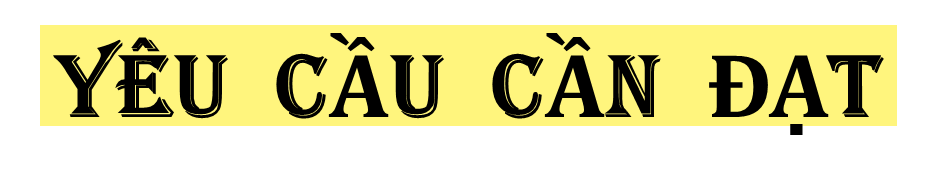 YÊU CẦU CẦN ĐẠT